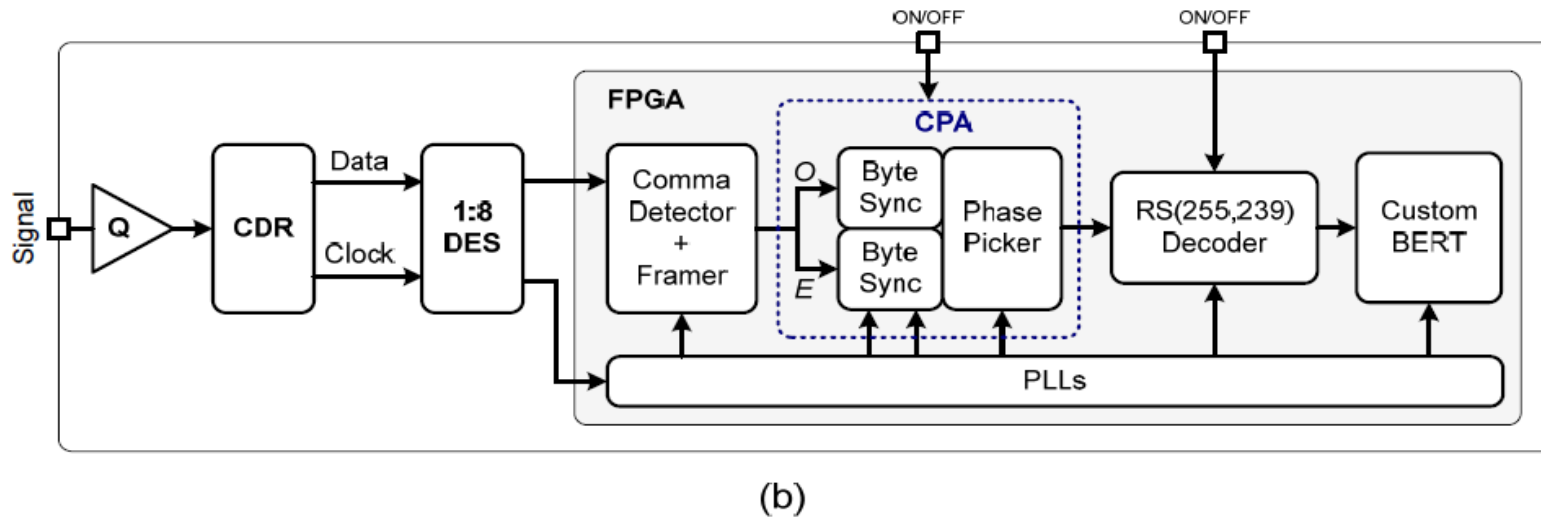 ON/OFF
ON/OFF
FPGA
CPA
Signal
Q
CDR
Data
Clock
1:8
DES
Comma
Detector
+
Framer
O
E
Byte
Sync
Byte
Sync
Phase
Picker
RS(255,239)
Decoder
Custom
BERT
PLLs
(b)